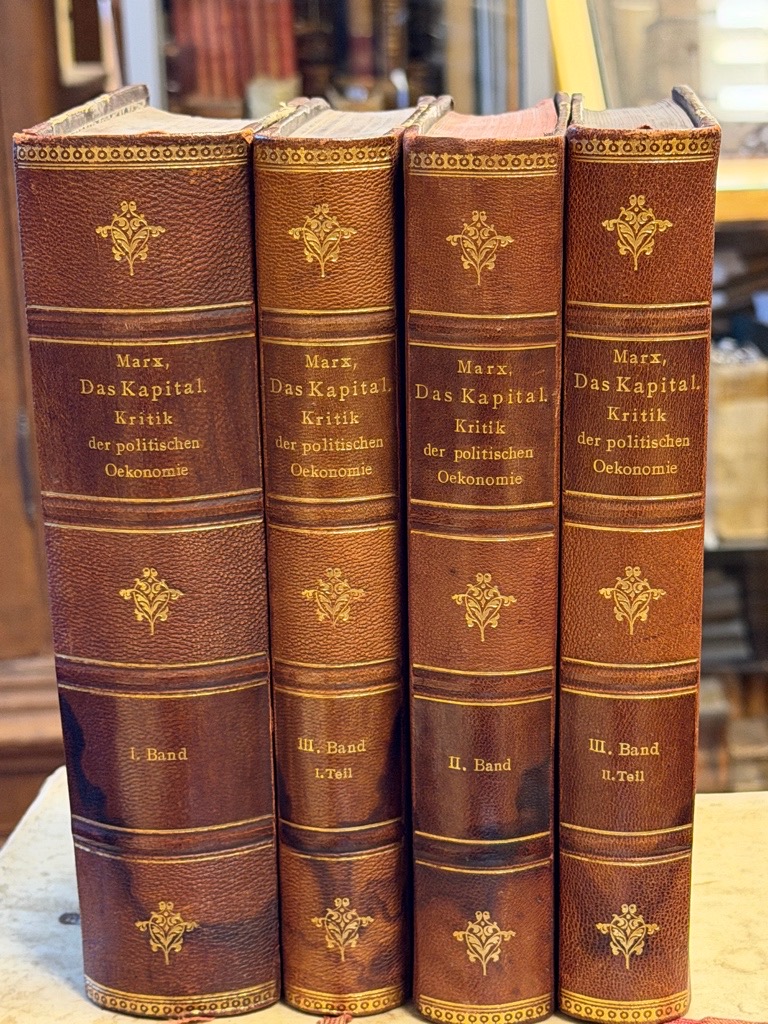 Marx,
Das Kapital.
Kritik
der politischen
Oekonomie
I. Band
Marx,
Das Kapital.
Kritik
der politischen
Oekonomie
III. Band
I. Teil
Marx,
Das Kapital.
Kritik
der politischen
Oekonomie
II. Band
Marx,
Das Kapital.
Kritik
der politischen
Oekonomie
III. Band
II. Teil